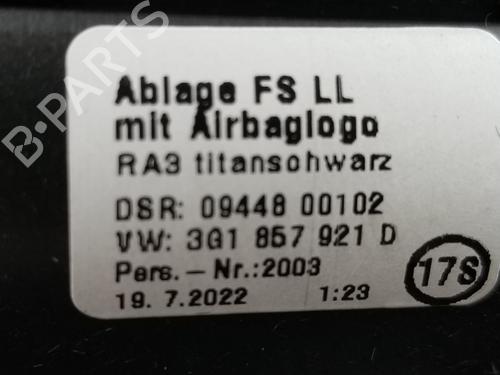 B-PARTS
Ablage FS LL
mit Airbaglogo
RA3 titanschwarz
DSR: 09448 00102
VW: 3G1 857 921 D
Pers.-Nr.:2003
17S
19.7.2022 1:23